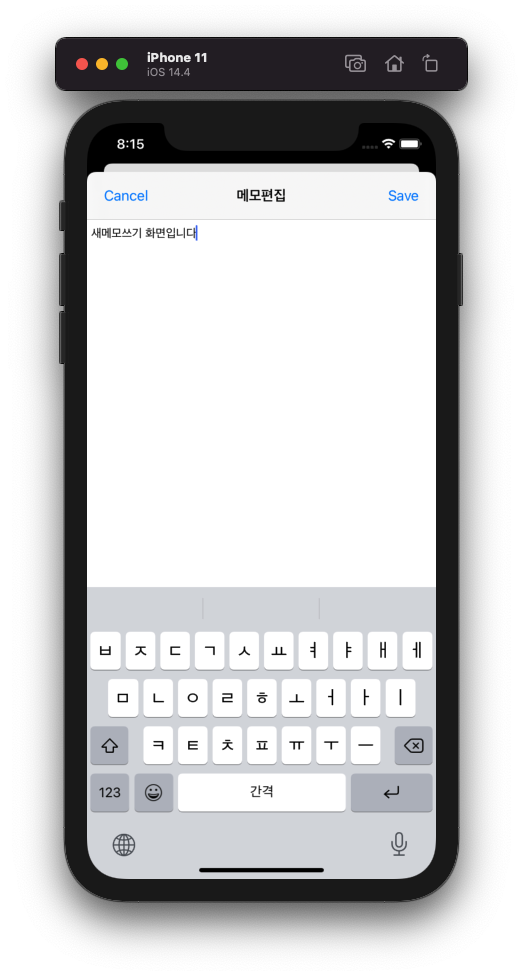 iPhone 11
iOS 14.4
8:15
Cancel 메모편집 Save
새메모쓰기 화면입니다
ㅂ ㅈ ㄷ ㄱ ㅅ ㅛ ㅕ ㅑ ㅐ ㅔ
ㅁ ㄴ ㅇ ㄹ ㅎ ㅗ ㅓ ㅏ ㅣ
ㅋ ㅌ ㅊ ㅍ ㅠ ㅜ ㅡ
123 간격